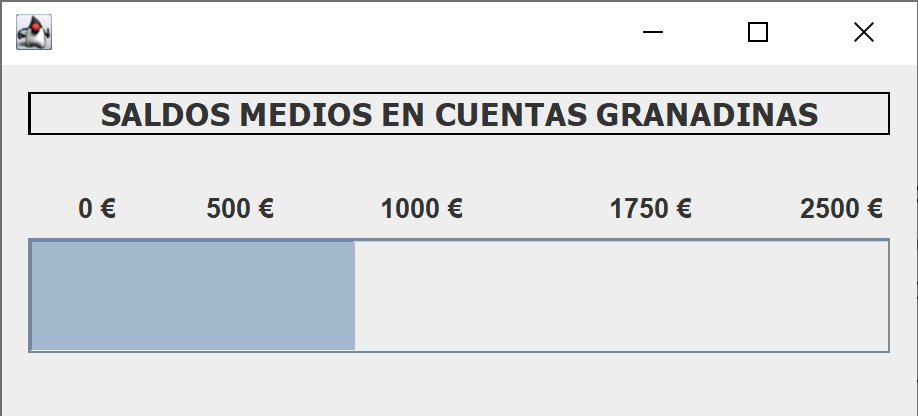 SALDOS MEDIOS EN CUENTAS GRANADINAS
0 € 500 € 1000 € 1750 € 2500 €